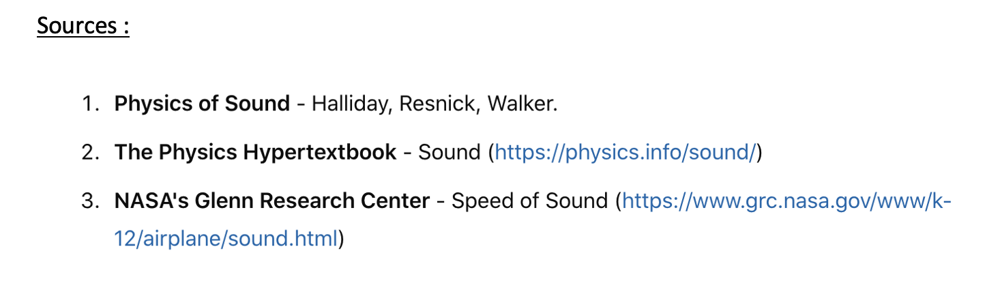 Sources :
1. Physics of Sound - Halliday, Resnick, Walker.
2. The Physics Hypertextbook - Sound (https://physics.info/sound/)
3. NASA's Glenn Research Center - Speed of Sound (https://www.grc.nasa.gov/www/k-
12/airplane/sound.html)